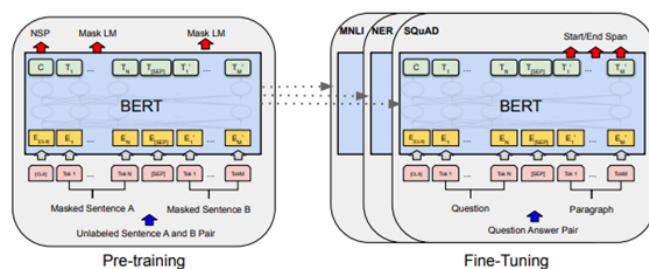 NSP Mask LM Mask LM
C T1 ... TN T[SEP] T1' ... TM'
BERT
E[CLS] E1 ... EN E[SEP] E1' ... EM'
[CLS] Tok 1 ... Tok N [SEP] Tok 1 ... TokM
Masked Sentence A Masked Sentence B
Unlabeled Sentence A and B Pair
Pre-training
MNLI NER SQuAD
Start/End Span
C T1 ... TN T[SEP] T1' ... TM'
BERT
E[CLS] E1 ... EN E[SEP] E1' ... EM'
[CLS] Tok 1 ... Tok N [SEP] Tok 1 ... TokM
Question Paragraph
Question Answer Pair
Fine-Tuning